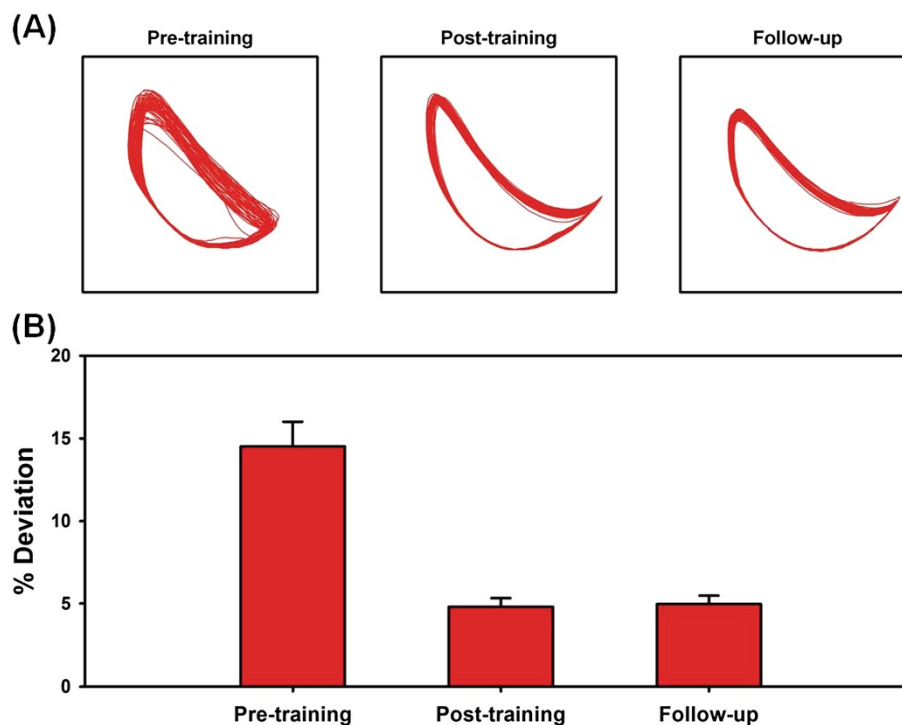 (A)
Pre-training Post-training Follow-up
(B)
20
15
10
5
0
% Deviation
Pre-training Post-training Follow-up